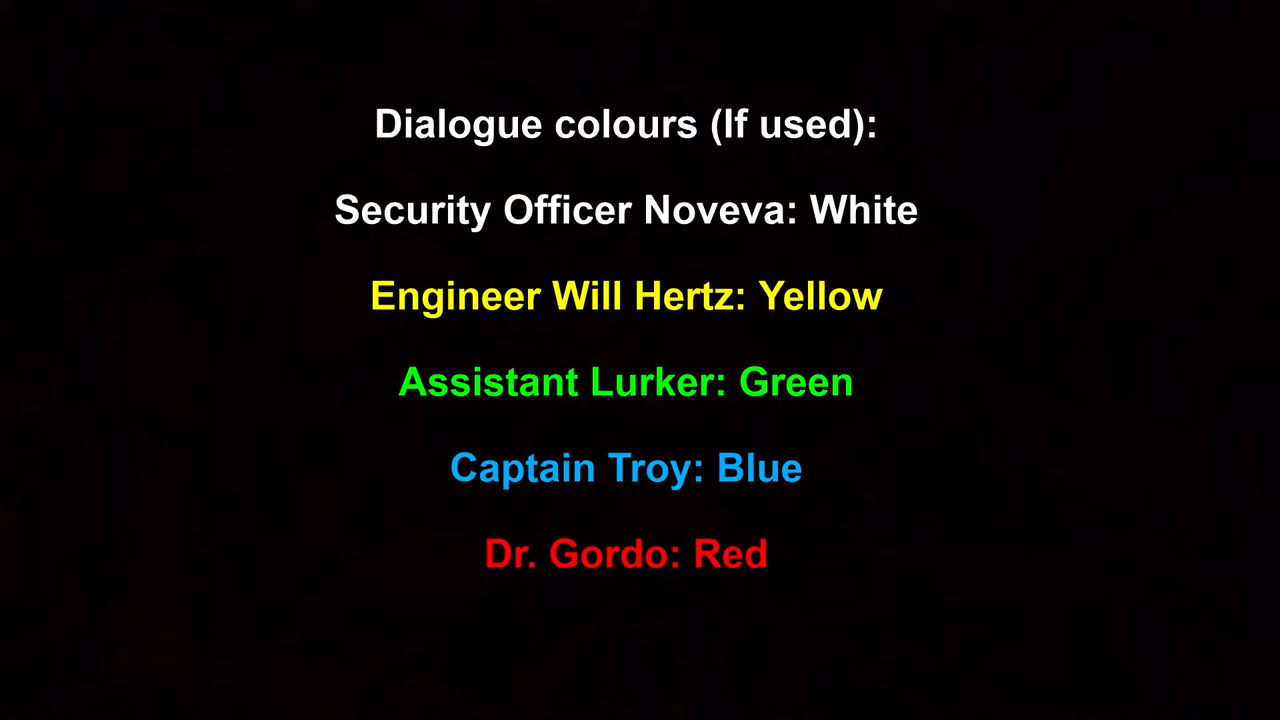 Dialogue colours (If used):
Security Officer Noveva: White
Engineer Will Hertz: Yellow
Assistant Lurker: Green
Captain Troy: Blue
Dr. Gordo: Red